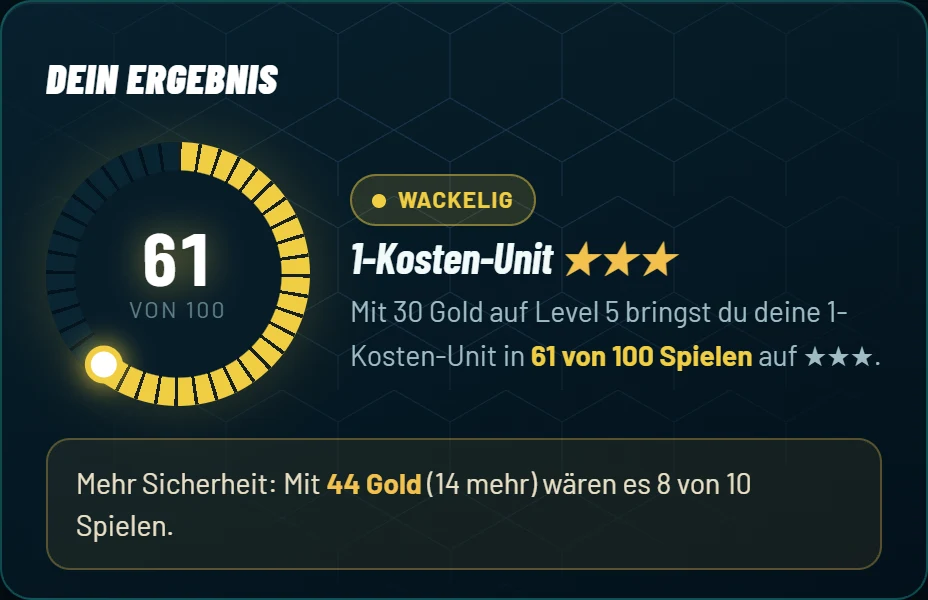 DEIN ERGEBNIS
61
VON 100
WACKELIG
1-Kosten-Unit ★★★
Mit 30 Gold auf Level 5 bringst du deine 1-
Kosten-Unit in 61 von 100 Spielen auf ★★★.
Mehr Sicherheit: Mit 44 Gold (14 mehr) wären es 8 von 10
Spielen.